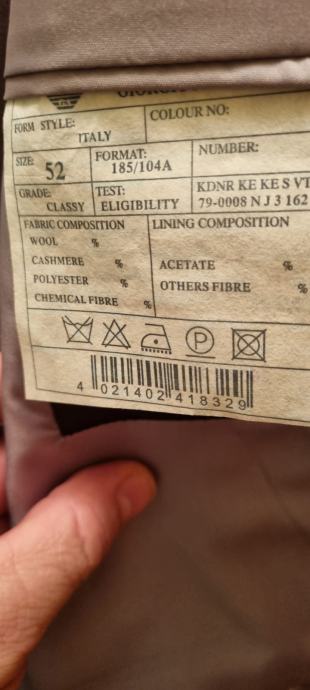 FORM STYLE:
ITALY
COLOUR NO:
SIZE:
52
FORMAT:
185/104A
NUMBER:
GRADE:
CLASSY
TEST:
ELIGIBILITY
KDNR KE KE S VT
79-0008 N J 3 162
FABRIC COMPOSITION
WOOL %
CASHMERE %
POLYESTER %
CHEMICAL FIBRE %
LINING COMPOSITION
ACETATE %
OTHERS FIBRE %
P
4 021402 418329